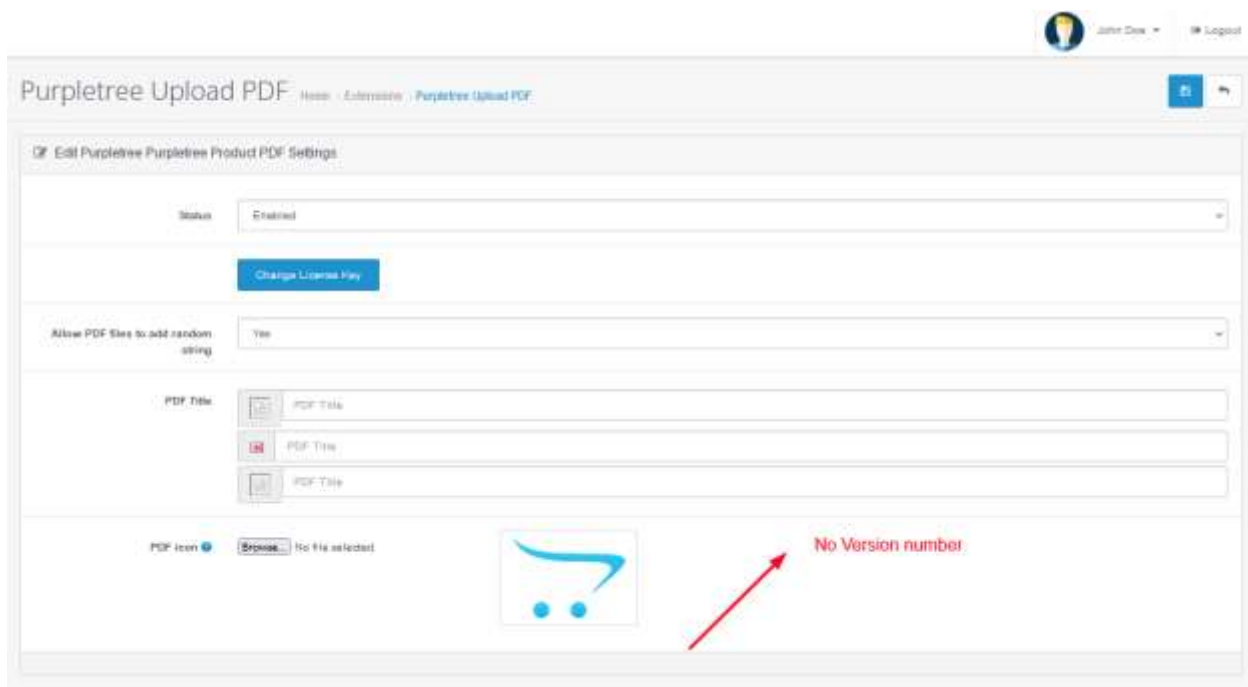 John Doe
Logout
Purpletree Upload PDF Home Extensions Purpletree Upload PDF
Edit Purpletree Purpletree Product PDF Settings
Status Enabled
Change License Key
Allow PDF files to add random string Yes
PDF Title PDF Title
PDF Title
PDF Title
PDF Icon Browse... No file selected.
No Version number